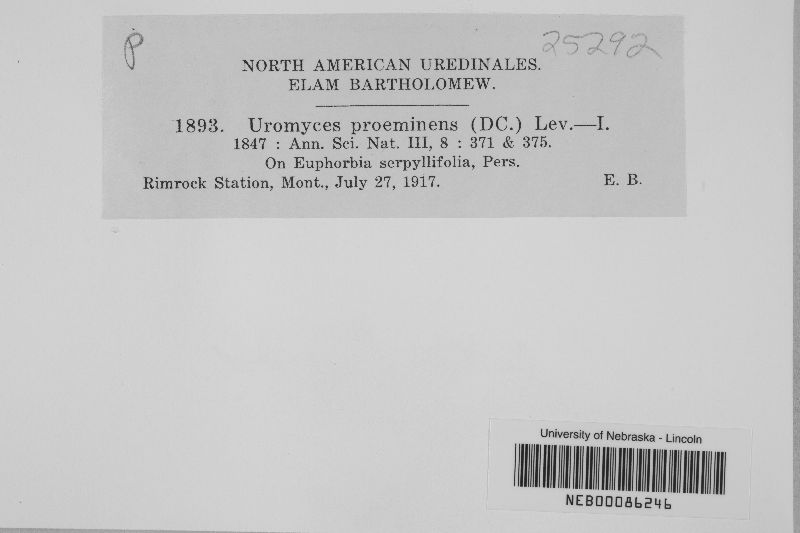 P
25292
NORTH AMERICAN UREDINALES.
ELAM BARTHOLOMEW.
1893. Uromyces proeminens (DC.) Lev.—I.
1847 : Ann. Sci. Nat. III, 8 : 371 & 375.
On Euphorbia serpyllifolia, Pers.
Rimrock Station, Mont., July 27, 1917. E. B.
University of Nebraska - Lincoln
NEB00086246